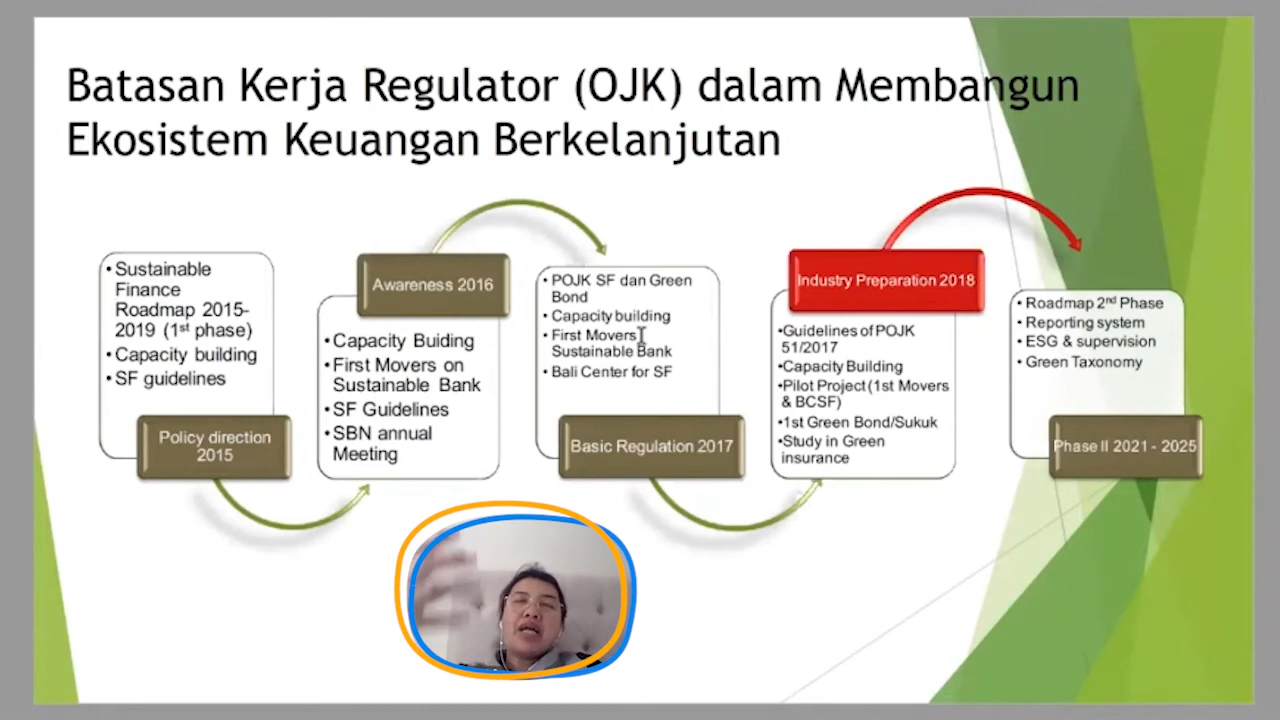 Batasan Kerja Regulator (OJK) dalam Membangun
Ekosistem Keuangan Berkelanjutan
•Sustainable
Finance
Roadmap 2015-
2019 (1st phase)
•Capacity building
•SF guidelines
Policy direction
2015
Awareness 2016
•Capacity Buiding
•First Movers on
Sustainable Bank
•SF Guidelines
•SBN annual
Meeting
•POJK SF dan Green
Bond
•Capacity building
•First Movers
Sustainable Bank
•Bali Center for SF
Basic Regulation 2017
Industry Preparation 2018
•Guidelines of POJK
51/2017
•Capacity Building
•Pilot Project (1st Movers
& BCSF)
•1st Green Bond/Sukuk
•Study in Green
insurance
•Roadmap 2nd Phase
•Reporting system
•ESG & supervision
•Green Taxonomy
Phase II 2021 - 2025